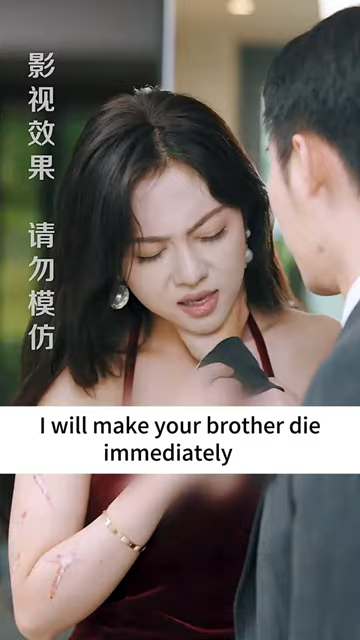 影视效果 请勿模仿
I will make your brother die
immediately